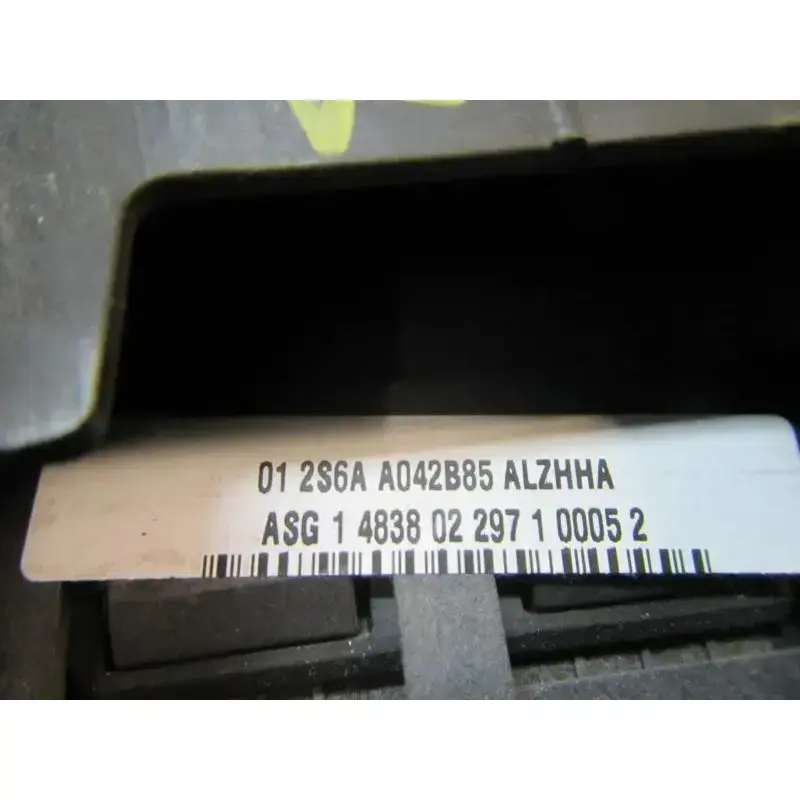 01 2S6A A042B85 ALZHHA
ASG 1 4838 02 297 1 0005 2